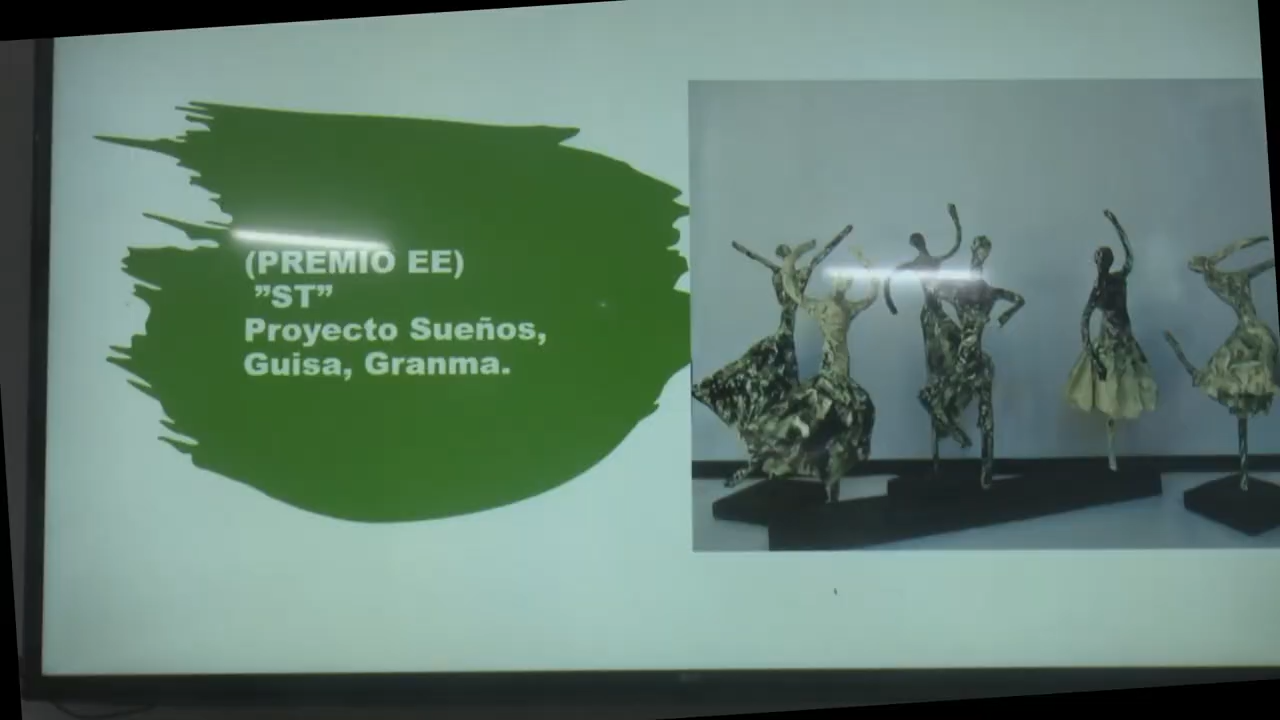 (PREMIO EE)
”ST”
Proyecto Sueños,
Guisa, Granma.